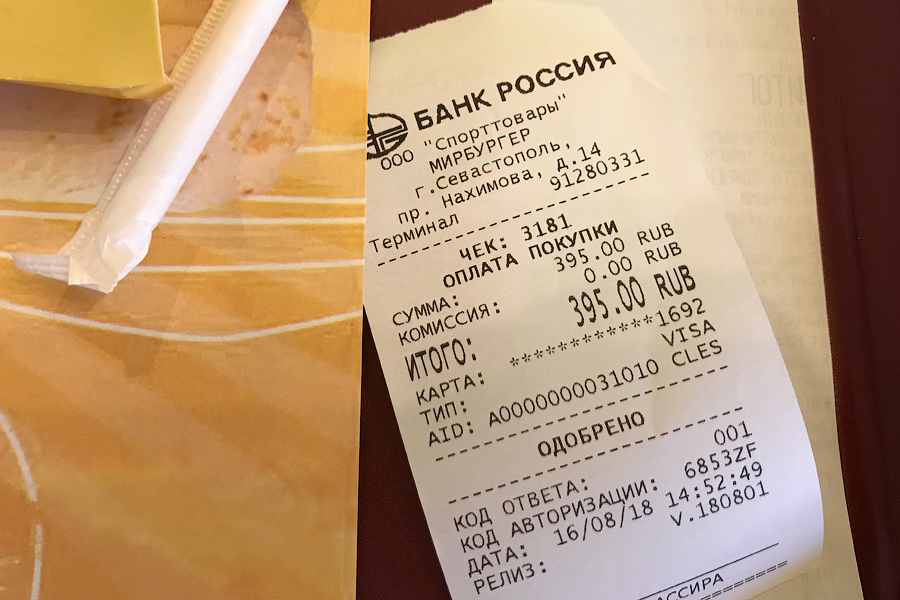 БАНК РОССИЯ
ООО "Спорттовары"
МИРБУРГЕР
г.Севастополь,
пр. Нахимова, д.14
Терминал 91280331
ЧЕК: 3181
ОПЛАТА ПОКУПКИ
СУММА: 395.00 RUB
КОМИССИЯ: 0.00 RUB
ИТОГО: 395.00 RUB
КАРТА: ************1692
ТИП: VISA
AID: A0000000031010 CLES
ОДОБРЕНО
КОД ОТВЕТА: 001
КОД АВТОРИЗАЦИИ: 6853ZF
ДАТА: 16/08/18 14:52:49
РЕЛИЗ: V.180801